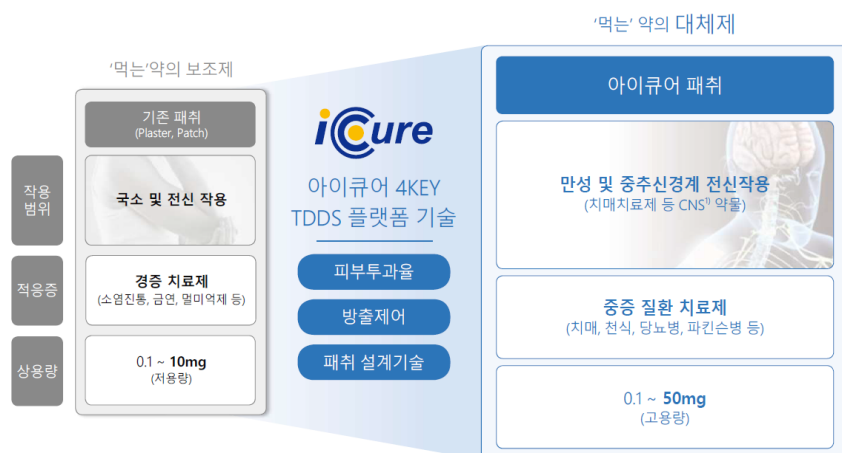 '먹는' 약의 대체제
'먹는'약의 보조제
기존 패취
(Plaster, Patch)
iCure
아이큐어 패취
작용
범위
국소 및 전신 작용
아이큐어 4KEY
TDDS 플랫폼 기술
만성 및 중추신경계 전신작용
(치매치료제 등 CNS1) 약물)
적응증
경증 치료제
(소염진통, 금연, 멀미억제 등)
피부투과율
방출제어
패취 설계기술
중증 질환 치료제
(치매, 천식, 당뇨병, 파킨슨병 등)
상용량
0.1 ~ 10mg
(저용량)
0.1 ~ 50mg
(고용량)